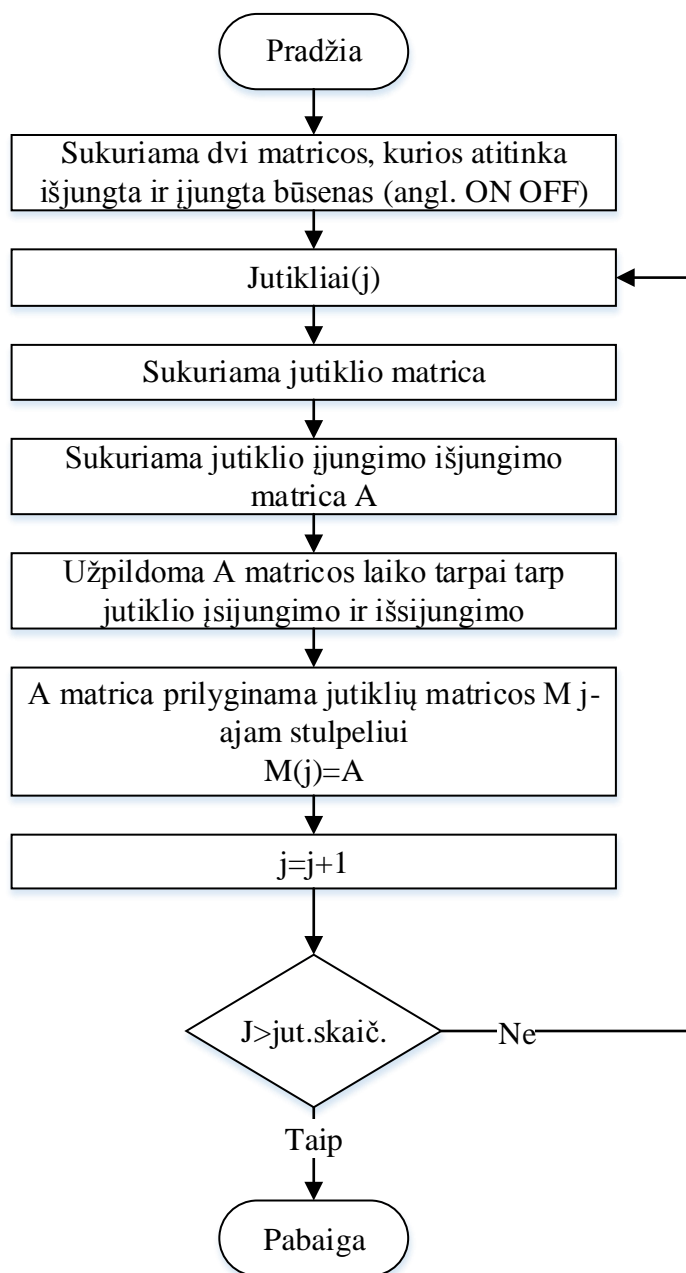 Pradžia
Sukuriama dvi matricos, kurios atitinka
išjungta ir įjungta būsenas (angl. ON OFF)
Jutikliai(j)
Sukuriama jutiklio matrica
Sukuriama jutiklio įjungimo išjungimo
matrica A
Užpildoma A matricos laiko tarpai tarp
jutiklio įsijungimo ir išsijungimo
A matrica prilyginama jutiklių matricos M j-
ajam stulpeliui
M(j)=A
j=j+1
J>jut.skaič.
Ne
Taip
Pabaiga